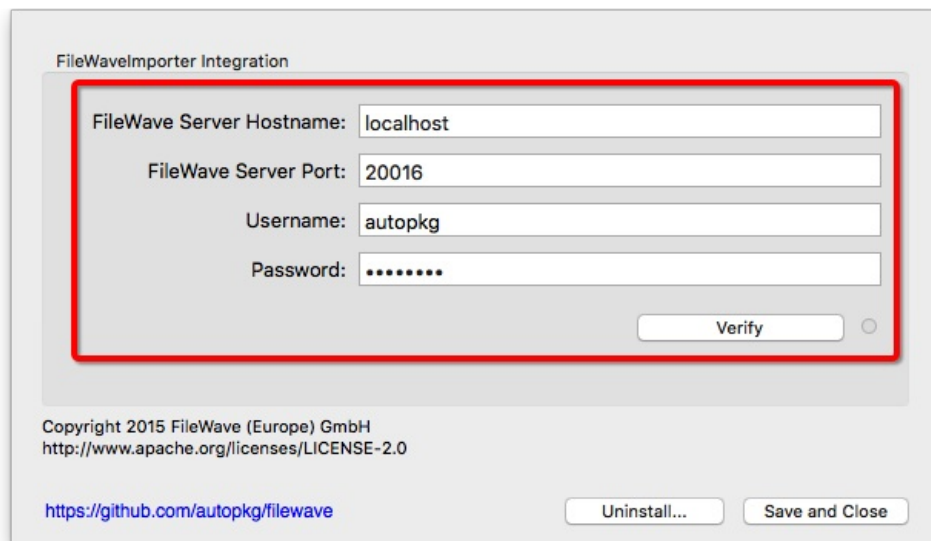 FileWaveImporter Integration
FileWave Server Hostname: localhost
FileWave Server Port: 20016
Username: autopkg
Password: ••••••••
Verify
Copyright 2015 FileWave (Europe) GmbH
http://www.apache.org/licenses/LICENSE-2.0
https://github.com/autopkg/filewave
Uninstall... Save and Close